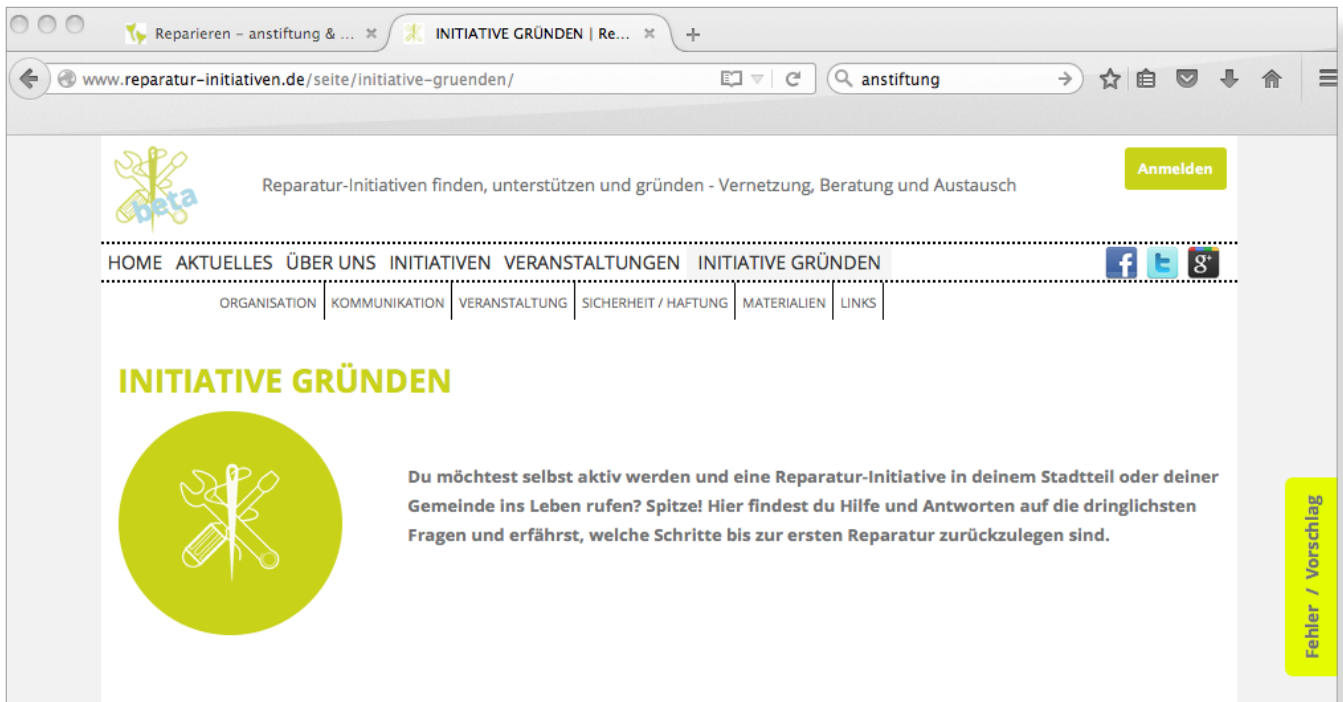 Reparieren – anstiftung & ... INITIATIVE GRÜNDEN | Re...
www.reparatur-initiativen.de/seite/initiative-gruenden/ anstiftung
beta
Reparatur-Initiativen finden, unterstützen und gründen - Vernetzung, Beratung und Austausch
Anmelden
HOME AKTUELLES ÜBER UNS INITIATIVEN VERANSTALTUNGEN INITIATIVE GRÜNDEN
ORGANISATION KOMMUNIKATION VERANSTALTUNG SICHERHEIT / HAFTUNG MATERIALIEN LINKS
INITIATIVE GRÜNDEN
Du möchtest selbst aktiv werden und eine Reparatur-Initiative in deinem Stadtteil oder deiner
Gemeinde ins Leben rufen? Spitze! Hier findest du Hilfe und Antworten auf die dringlichsten
Fragen und erfährst, welche Schritte bis zur ersten Reparatur zurückzulegen sind.
Fehler / Vorschlag